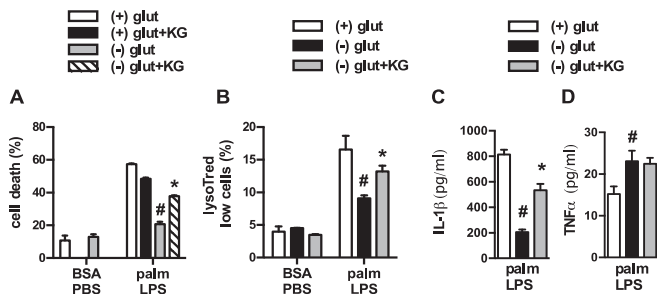 (+) glut
(+) glut+KG
(-) glut
(-) glut+KG
(+) glut
(-) glut
(-) glut+KG
(+) glut
(-) glut
(-) glut+KG
A
cell death (%)
80
60
40
20
0
#
*
BSA
PBS
palm
LPS
B
lysoTred
low cells (%)
20
15
10
5
0
#
*
BSA
PBS
palm
LPS
C
IL-1β (pg/ml)
1000
800
600
400
200
0
#
*
palm
LPS
D
TNFα (pg/ml)
30
20
10
0
#
palm
LPS